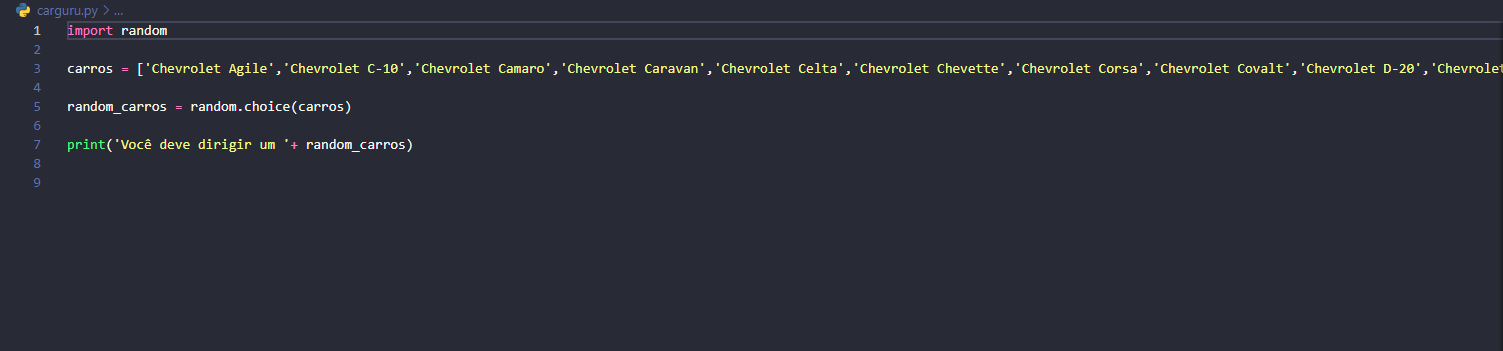 carguru.py > ...
1 import random
2
3 carros = ['Chevrolet Agile','Chevrolet C-10','Chevrolet Camaro','Chevrolet Caravan','Chevrolet Celta','Chevrolet Chevette','Chevrolet Corsa','Chevrolet Covalt','Chevrolet D-20','Chevrolet
4
5 random_carros = random.choice(carros)
6
7 print('Você deve dirigir um '+ random_carros)
8
9